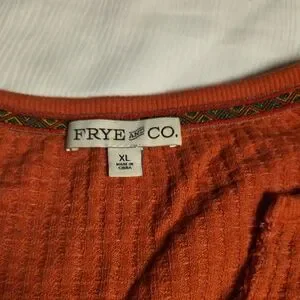 FRYE AND CO.
XL
MADE IN
CHINA